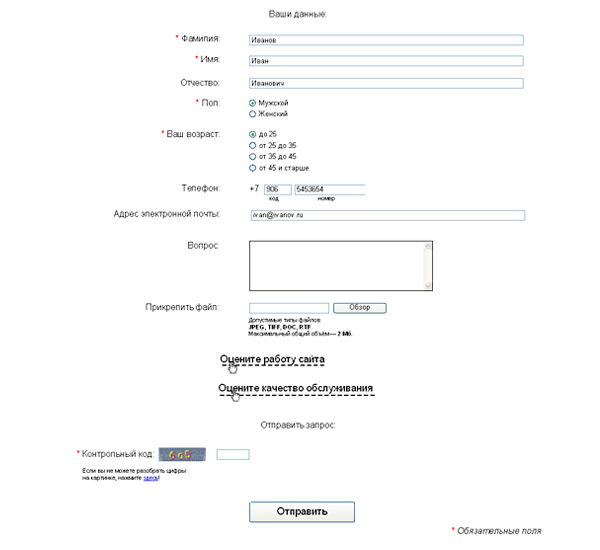 Ваши данные:
* Фамилия: Иванов
* Имя: Иван
Отчество: Иванович
* Пол: Мужской
Женский
* Ваш возраст: до 25
от 25 до 35
от 35 до 45
от 45 и старше
Телефон: +7 906 5453654
код номер
Адрес электронной почты: ivan@ivanov.ru
Вопрос:
Прикрепить файл: Обзор
Допустимые типы файлов:
JPEG, TIFF, DOC, RTF.
Максимальный общий объём— 2 Мб.
Оцените работу сайта
Оцените качество обслуживания
Отправить запрос:
* Контрольный код:
Если вы не можете разобрать цифры
на картинке, нажмите здесь!
Отправить
* Обязательные поля